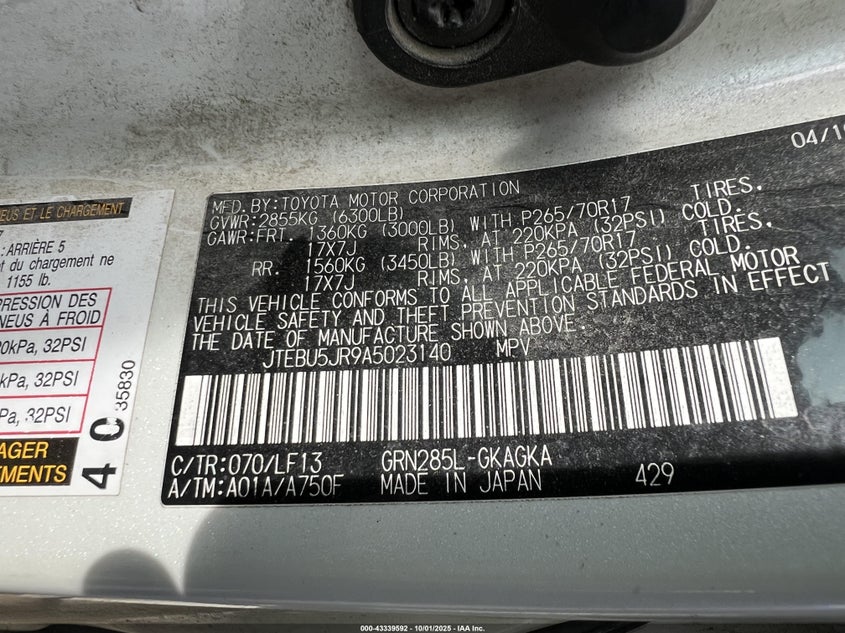 04/10
MFD. BY: TOYOTA MOTOR CORPORATION
GVWR: 2855KG (6300LB)
GAWR: FRT. 1360KG (3000LB) WITH P265/70R17 TIRES,
17X7J RIMS, AT 220KPA (32PSI) COLD.
RR. 1560KG (3450LB) WITH P265/70R17 TIRES,
17X7J RIMS, AT 220KPA (32PSI) COLD.
THIS VEHICLE CONFORMS TO ALL APPLICABLE FEDERAL MOTOR
VEHICLE SAFETY AND THEFT PREVENTION STANDARDS IN EFFECT
THE DATE OF MANUFACTURE SHOWN ABOVE.
JTEBU5JR9A5023140 MPV
C/TR: 070/LF13 GRN285L-GKAGKA
A/TM: A01A/A750F MADE IN JAPAN 429
ET LE CHARGEMENT
7
: ARRIÈRE 5
t du chargement ne
1155 lb.
PRESSION DES
NEUS À FROID
0kPa, 32PSI
kPa, 32PSI
Pa, 32PSI
AGER
TEMENTS
4 C 35830
000-43339592 - 10/01/2025 - IAA Inc.